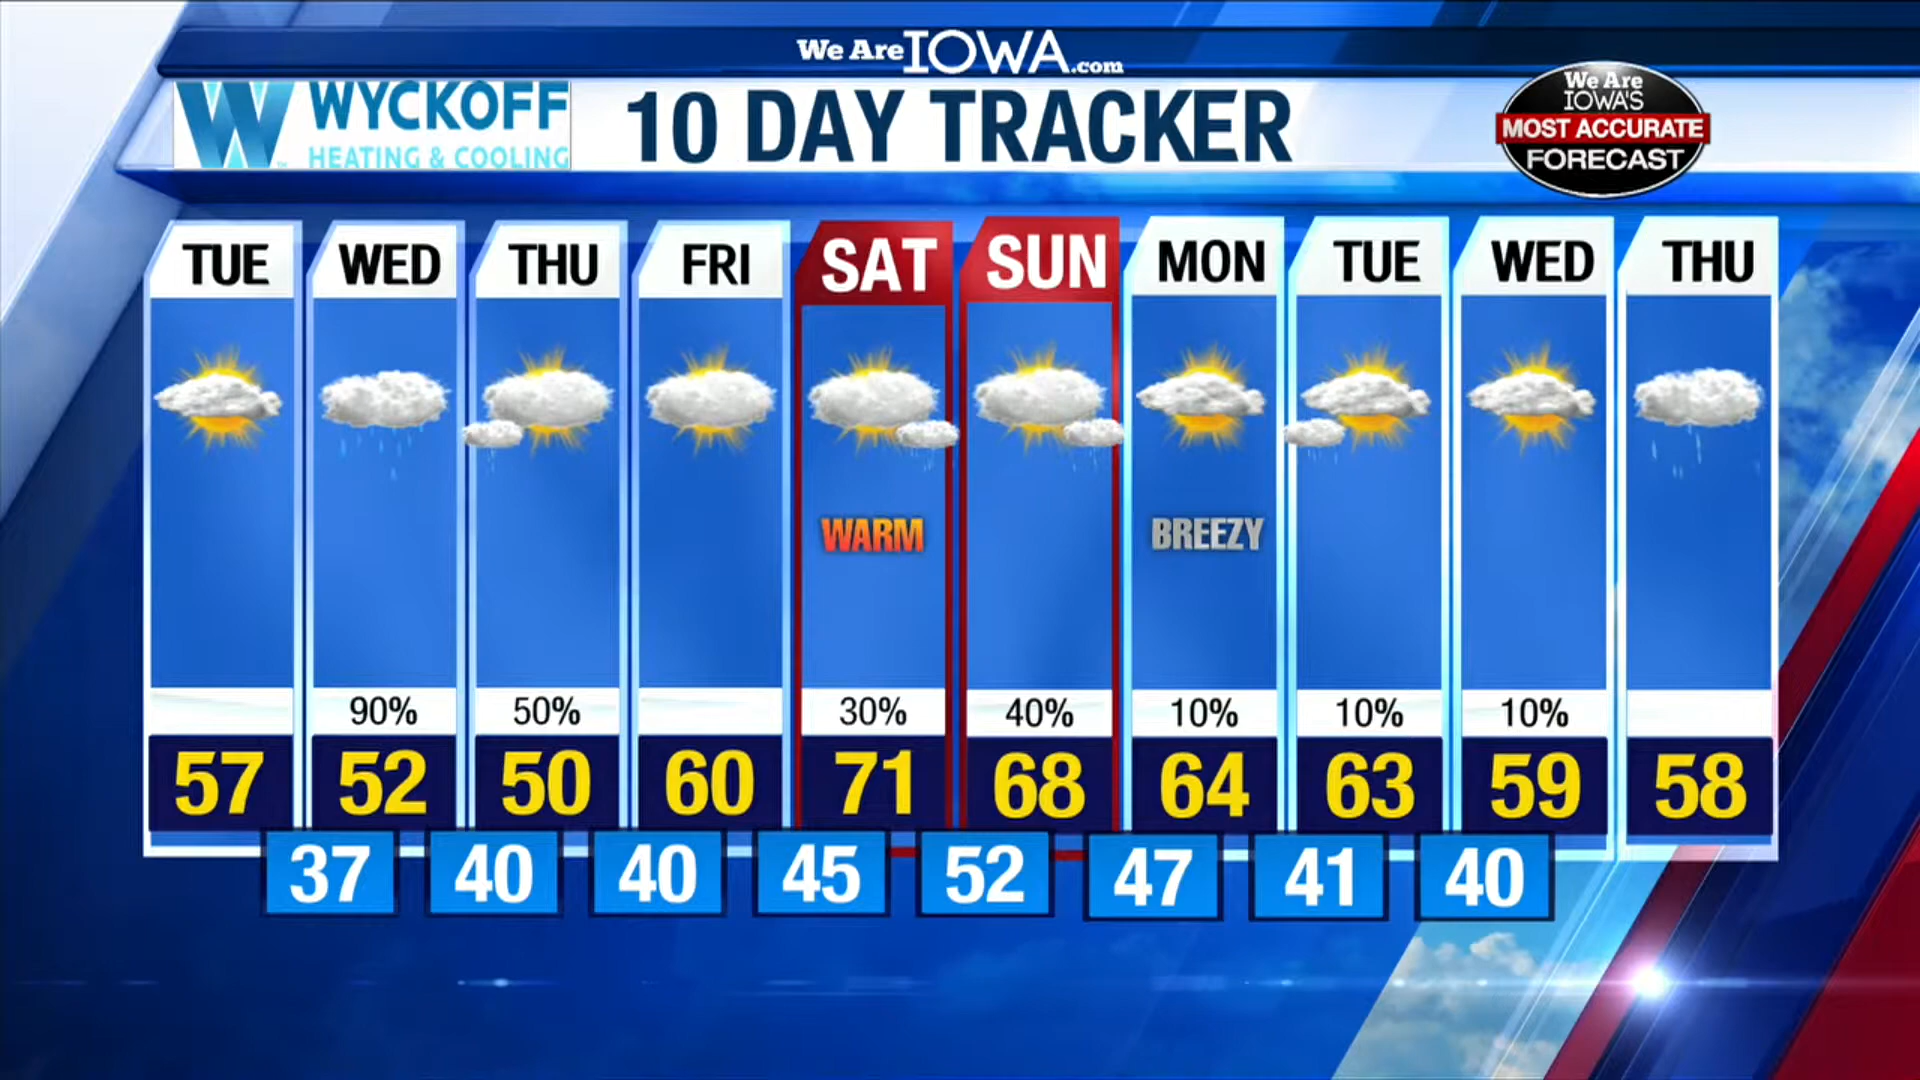 We Are IOWA.com
WYCKOFF
HEATING & COOLING
10 DAY TRACKER
We Are
IOWA'S
MOST ACCURATE
FORECAST
TUE WED THU FRI SAT SUN MON TUE WED THU
WARM BREEZY
90% 50% 30% 40% 10% 10% 10%
57 52 50 60 71 68 64 63 59 58
37 40 40 45 52 47 41 40